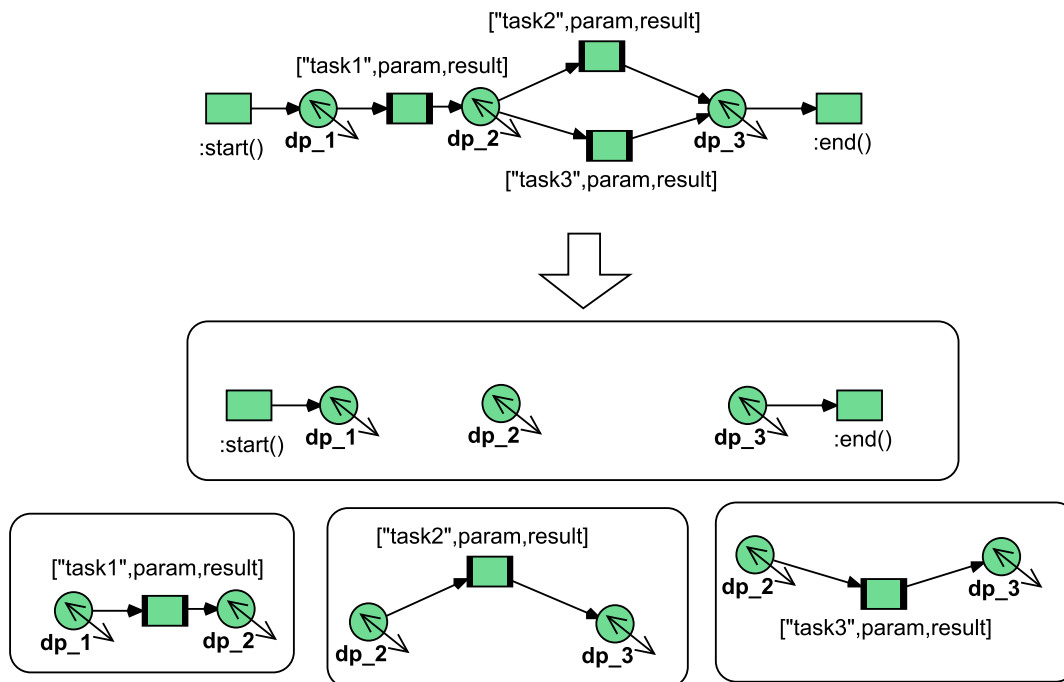 ["task2",param,result]
["task1",param,result]
:start()
dp_1
dp_2
dp_3
:end()
["task3",param,result]
:start()
dp_1
dp_2
dp_3
:end()
["task1",param,result]
dp_1
dp_2
["task2",param,result]
dp_2
dp_3
dp_2
dp_3
["task3",param,result]